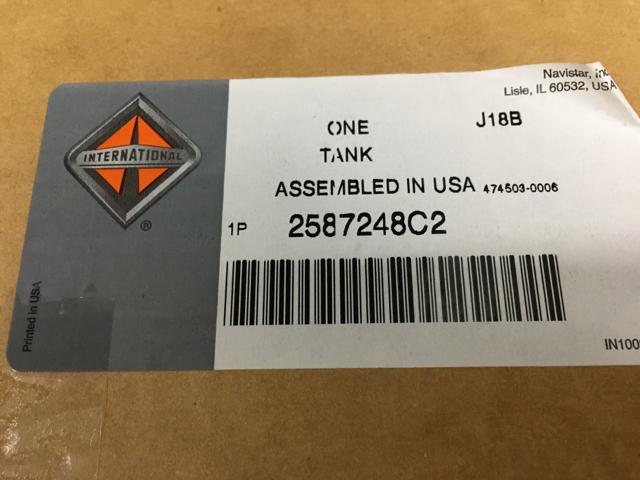 Navistar, Inc
Lisle, IL 60532, USA
INTERNATIONAL
®
ONE
J18B
TANK
ASSEMBLED IN USA 474503-0006
1P 2587248C2
Printed in USA